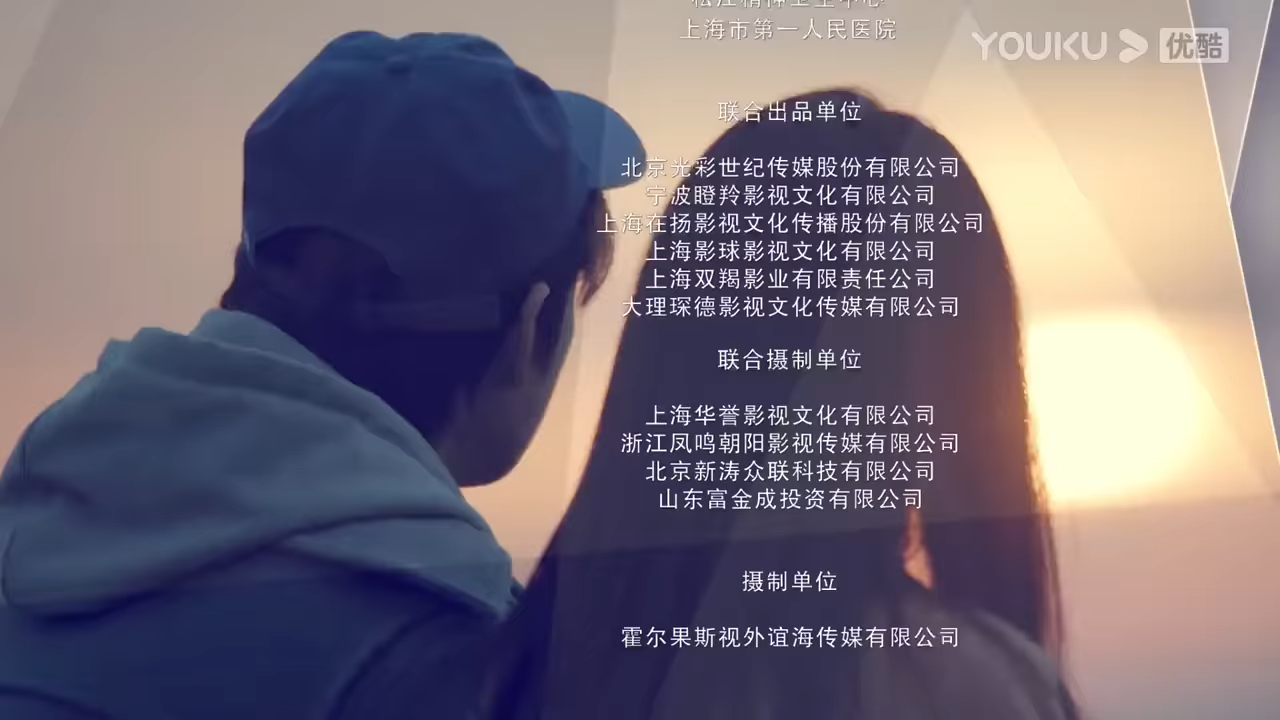 松江精神卫生中心
上海市第一人民医院
YOUKU 优酷
联合出品单位
北京光彩世纪传媒股份有限公司
宁波瞪羚影视文化有限公司
上海在扬影视文化传播股份有限公司
上海影球影视文化有限公司
上海双羯影业有限责任公司
大理琛德影视文化传媒有限公司
联合摄制单位
上海华誉影视文化有限公司
浙江凤鸣朝阳影视传媒有限公司
北京新涛众联科技有限公司
山东富金成投资有限公司
摄制单位
霍尔果斯视外谊海传媒有限公司